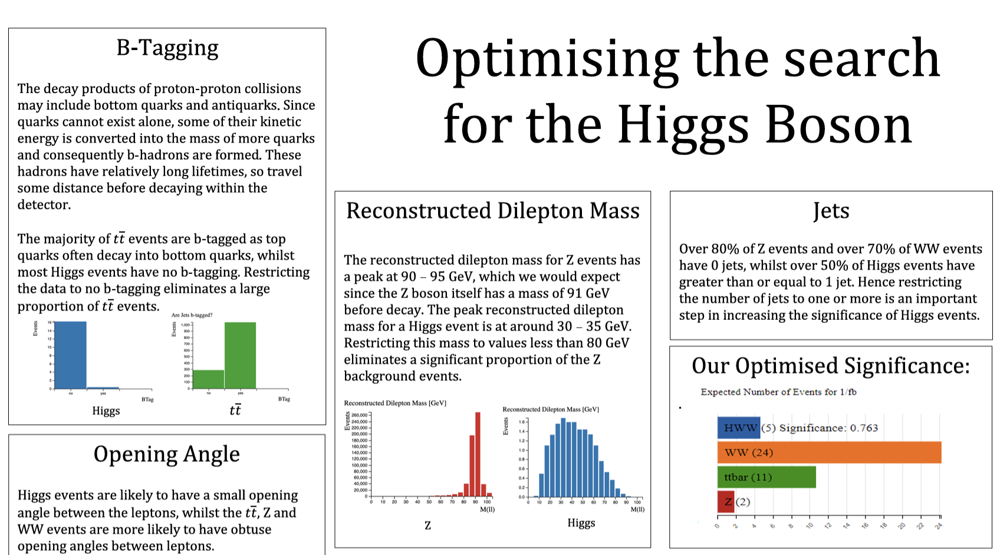 Optimising the search
for the Higgs Boson
B-Tagging
The decay products of proton-proton collisions
may include bottom quarks and antiquarks. Since
quarks cannot exist alone, some of their kinetic
energy is converted into the mass of more quarks
and consequently b-hadrons are formed. These
hadrons have relatively long lifetimes, so travel
some distance before decaying within the
detector.
The majority of tt̅ events are b-tagged as top
quarks often decay into bottom quarks, whilst
most Higgs events have no b-tagging. Restricting
the data to no b-tagging eliminates a large
proportion of tt̅ events.
Events
16
14
12
10
8
6
4
2
0
no
yes
BTag
Higgs
Are Jets b-tagged?
Events
1,000
900
800
700
600
500
400
300
200
100
0
no
yes
BTag
tt̅
Opening Angle
Higgs events are likely to have a small opening
angle between the leptons, whilst the tt̅, Z and
WW events are more likely to have obtuse
opening angles between leptons.
Reconstructed Dilepton Mass
The reconstructed dilepton mass for Z events has
a peak at 90 – 95 GeV, which we would expect
since the Z boson itself has a mass of 91 GeV
before decay. The peak reconstructed dilepton
mass for a Higgs event is at around 30 – 35 GeV.
Restricting this mass to values less than 80 GeV
eliminates a significant proportion of the Z
background events.
Reconstructed Dilepton Mass [GeV]
Events
260,000
240,000
220,000
200,000
180,000
160,000
140,000
120,000
100,000
80,000
60,000
40,000
20,000
0
0 10 20 30 40 50 60 70 80 90 100
M(ll)
Z
Reconstructed Dilepton Mass [GeV]
Events
1.6
1.4
1.2
1.0
0.8
0.6
0.4
0.2
0.0
0 10 20 30 40 50 60 70 80 90 100
M(ll)
Higgs
Jets
Over 80% of Z events and over 70% of WW events
have 0 jets, whilst over 50% of Higgs events have
greater than or equal to 1 jet. Hence restricting
the number of jets to one or more is an important
step in increasing the significance of Higgs events.
Our Optimised Significance:
Expected Number of Events for 1/fb
HWW (5) Significance: 0.763
WW (24)
ttbar (11)
Z (2)
0 2 4 6 8 10 12 14 16 18 20 22 24